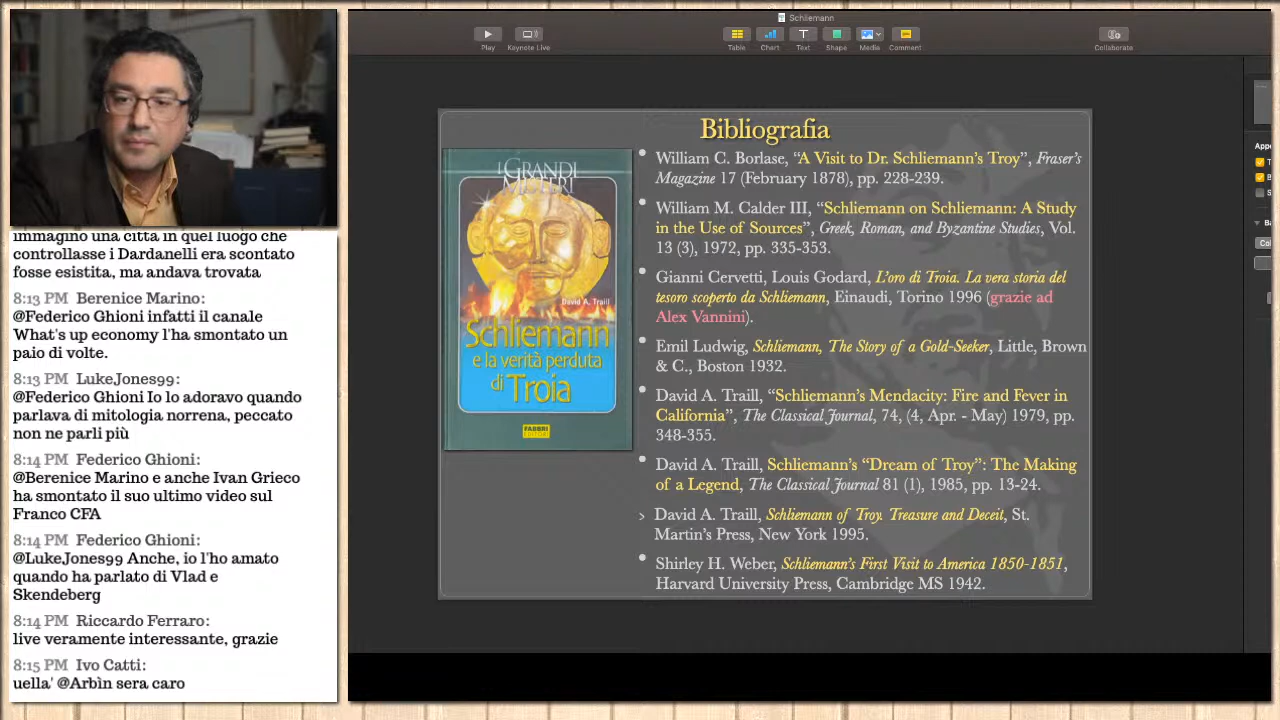 immagino una città in quel luogo che
controllasse i Dardanelli era scontato
fosse esistita, ma andava trovata
8:13 PM Berenice Marino:
@Federico Ghioni infatti il canale
What's up economy l'ha smontato un
paio di volte.
8:13 PM LukeJones99:
@Federico Ghioni Io lo adoravo quando
parlava di mitologia norrena, peccato
non ne parli più
8:14 PM Federico Ghioni:
@Berenice Marino e anche Ivan Grieco
ha smontato il suo ultimo video sul
Franco CFA
8:14 PM Federico Ghioni:
@LukeJones99 Anche, io l'ho amato
quando ha parlato di Vlad e
Skendeberg
8:14 PM Riccardo Ferraro:
live veramente interessante, grazie
8:15 PM Ivo Catti:
uella' @Arbìn sera caro
Schliemann
Play
Keynote Live
Table
Chart
Text
Shape
Media
Comment
Collaborate
Bibliografia
I GRANDI
MISTERI
David A. Traill
Schliemann
e la verità perduta
di Troia
FABBRI
EDITORI
• William C. Borlase, “A Visit to Dr. Schliemann’s Troy”, Fraser’s
Magazine 17 (February 1878), pp. 228-239.
• William M. Calder III, “Schliemann on Schliemann: A Study
in the Use of Sources”, Greek, Roman, and Byzantine Studies, Vol.
13 (3), 1972, pp. 335-353.
• Gianni Cervetti, Louis Godard, L’oro di Troia. La vera storia del
tesoro scoperto da Schliemann, Einaudi, Torino 1996 (grazie ad
Alex Vannini).
• Emil Ludwig, Schliemann, The Story of a Gold-Seeker, Little, Brown
& C., Boston 1932.
• David A. Traill, “Schliemann’s Mendacity: Fire and Fever in
California”, The Classical Journal, 74, (4, Apr. - May) 1979, pp.
348-355.
• David A. Traill, Schliemann’s “Dream of Troy”: The Making
of a Legend, The Classical Journal 81 (1), 1985, pp. 13-24.
› David A. Traill, Schliemann of Troy. Treasure and Deceit, St.
Martin’s Press, New York 1995.
• Shirley H. Weber, Schliemann’s First Visit to America 1850-1851,
Harvard University Press, Cambridge MS 1942.